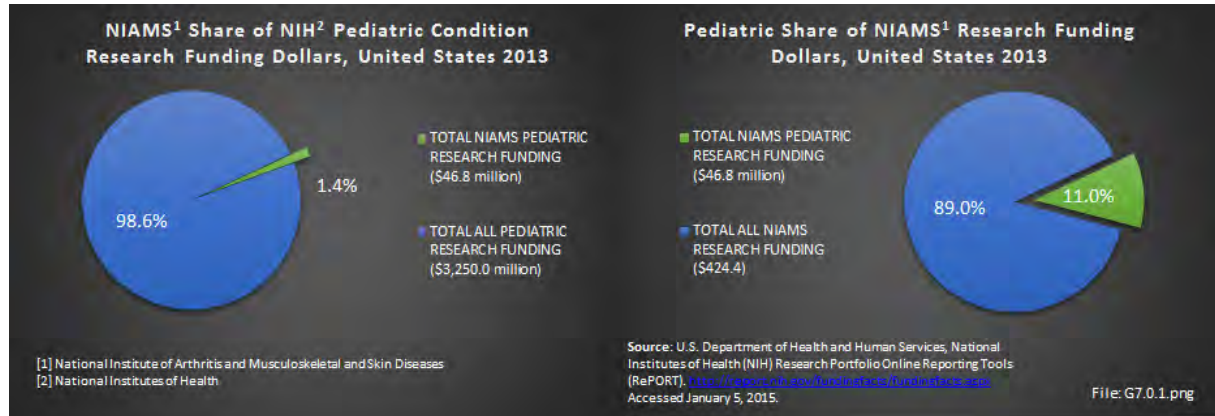 NIAMS¹ Share of NIH² Pediatric Condition
Research Funding Dollars, United States 2013
98.6%
1.4%
TOTAL NIAMS PEDIATRIC
RESEARCH FUNDING
($46.8 million)
TOTAL ALL PEDIATRIC
RESEARCH FUNDING
($3,250.0 million)
[1] National Institute of Arthritis and Musculoskeletal and Skin Diseases
[2] National Institutes of Health
Pediatric Share of NIAMS¹ Research Funding
Dollars, United States 2013
TOTAL NIAMS PEDIATRIC
RESEARCH FUNDING
($46.8 million)
TOTAL ALL NIAMS
RESEARCH FUNDING
($424.4)
89.0%
11.0%
Source: U.S. Department of Health and Human Services, National
Institutes of Health (NIH) Research Portfolio Online Reporting Tools
(RePORT).
Accessed January 5, 2015.
File: G7.0.1.png